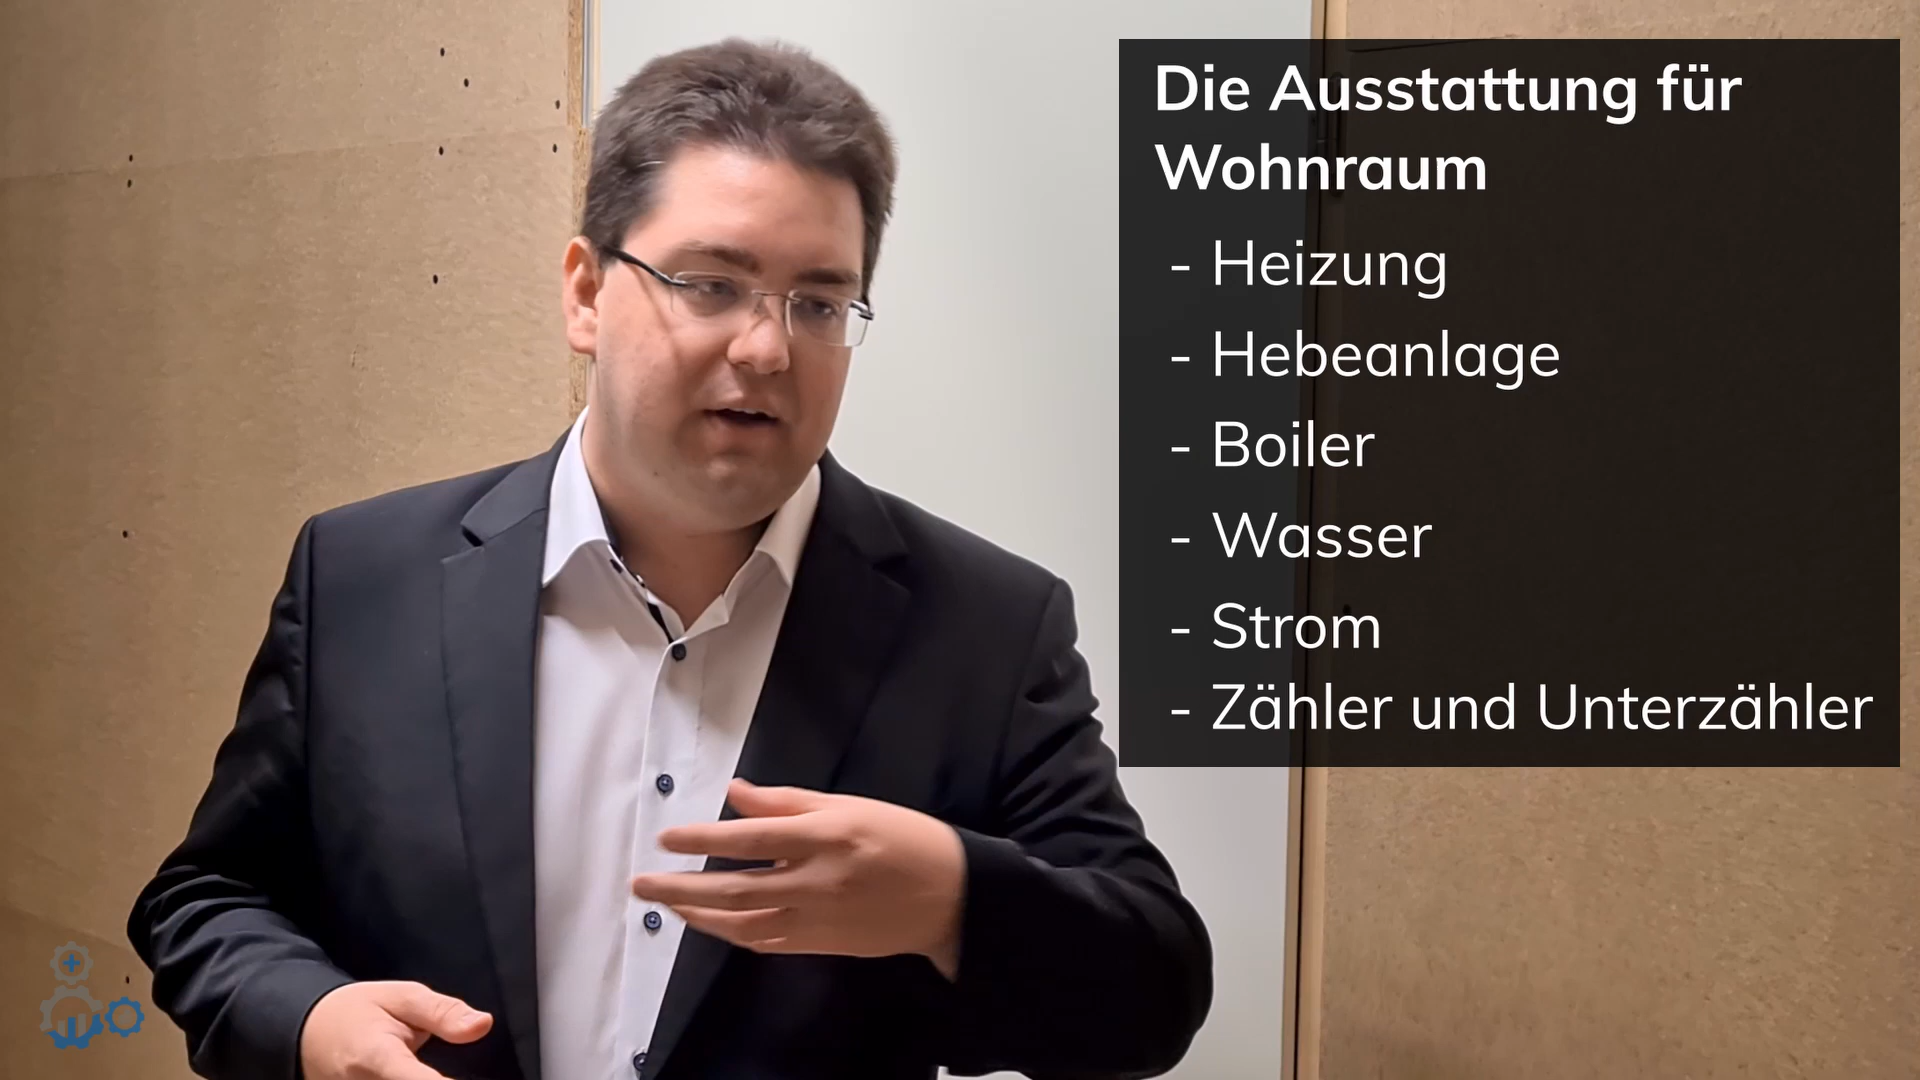 Die Ausstattung für
Wohnraum
- Heizung
- Hebeanlage
- Boiler
- Wasser
- Strom
- Zähler und Unterzähler